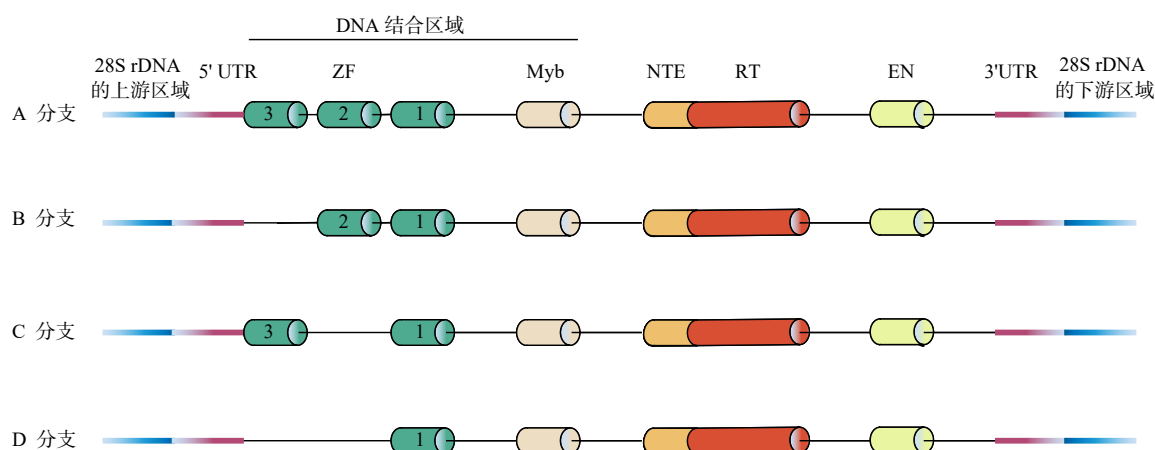 DNA 结合区域
28S rDNA
的上游区域
5' UTR
ZF
Myb
NTE
RT
EN
3'UTR
28S rDNA
的下游区域
A 分支
3
2
1
B 分支
2
1
C 分支
3
1
D 分支
1